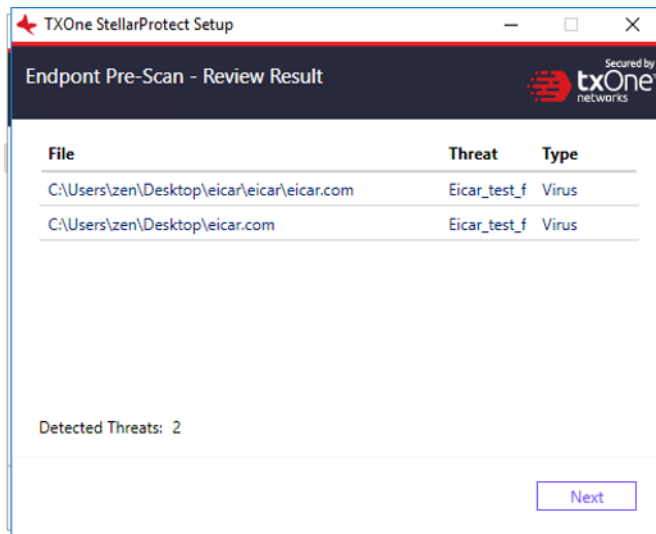 TXOne StellarProtect Setup
Endpont Pre-Scan - Review Result
Secured by
txOne
networks
File Threat Type
C:\Users\zen\Desktop\eicar\eicar\eicar.com Eicar_test_f Virus
C:\Users\zen\Desktop\eicar.com Eicar_test_f Virus
Detected Threats: 2
Next